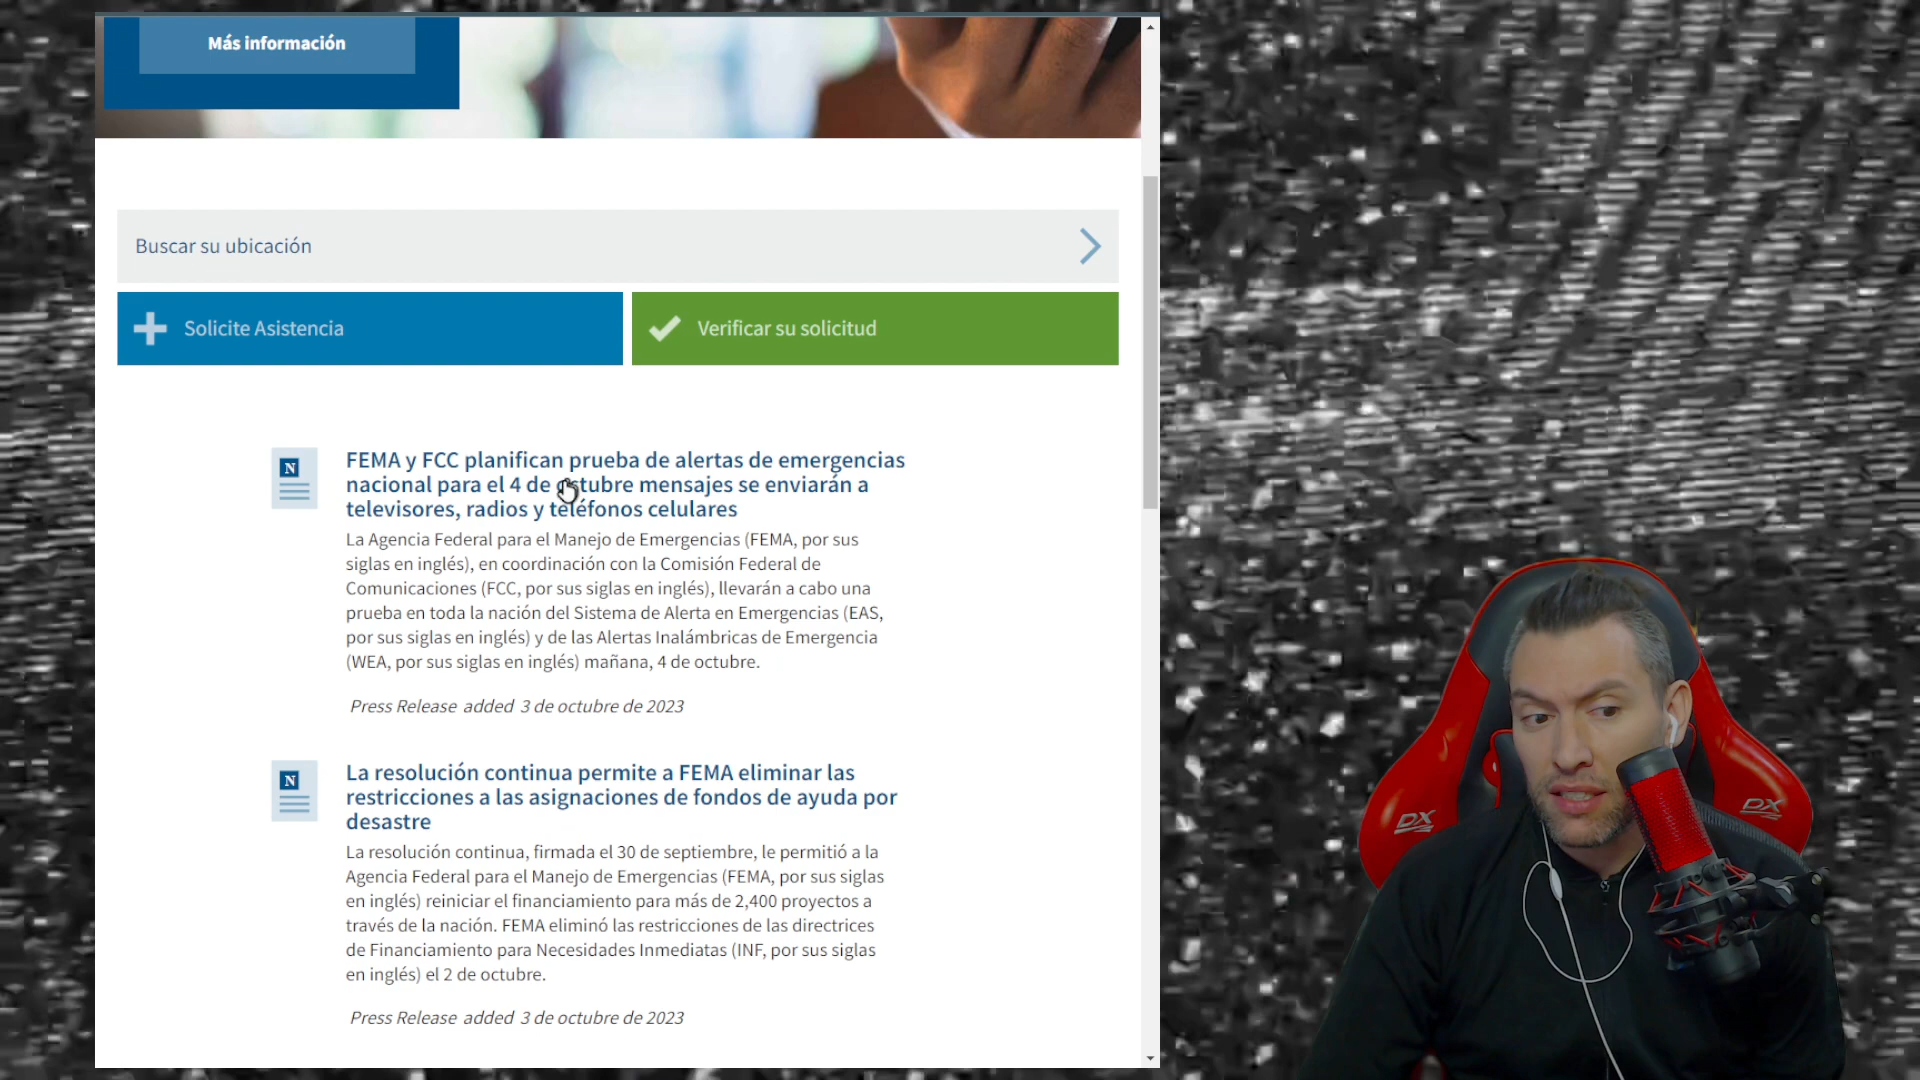 Más información
Buscar su ubicación
Solicite Asistencia
Verificar su solicitud
N
FEMA y FCC planifican prueba de alertas de emergencias
nacional para el 4 de octubre mensajes se enviarán a
televisores, radios y teléfonos celulares
La Agencia Federal para el Manejo de Emergencias (FEMA, por sus
siglas en inglés), en coordinación con la Comisión Federal de
Comunicaciones (FCC, por sus siglas en inglés), llevarán a cabo una
prueba en toda la nación del Sistema de Alerta en Emergencias (EAS,
por sus siglas en inglés) y de las Alertas Inalámbricas de Emergencia
(WEA, por sus siglas en inglés) mañana, 4 de octubre.
Press Release added 3 de octubre de 2023
N
La resolución continua permite a FEMA eliminar las
restricciones a las asignaciones de fondos de ayuda por
desastre
La resolución continua, firmada el 30 de septiembre, le permitió a la
Agencia Federal para el Manejo de Emergencias (FEMA, por sus siglas
en inglés) reiniciar el financiamiento para más de 2,400 proyectos a
través de la nación. FEMA eliminó las restricciones de las directrices
de Financiamiento para Necesidades Inmediatas (INF, por sus siglas
en inglés) el 2 de octubre.
Press Release added 3 de octubre de 2023
DX
DX